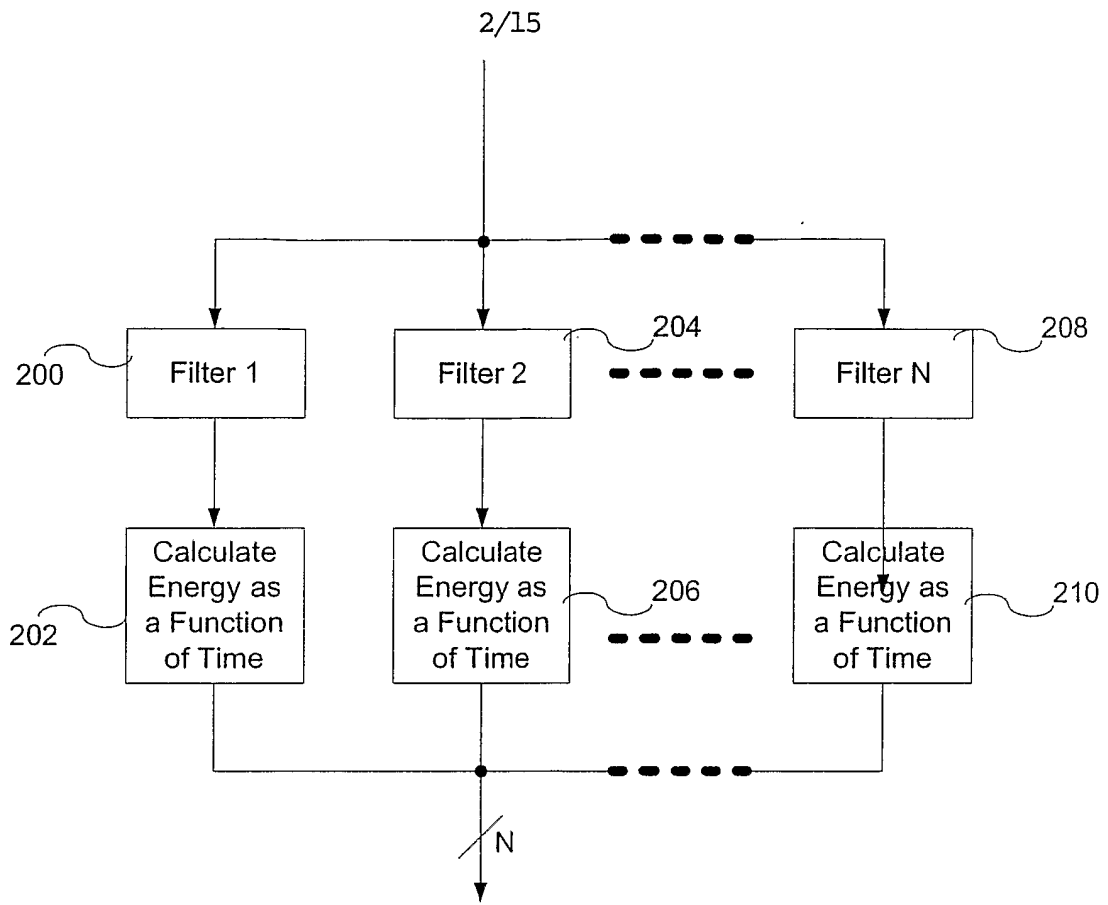 2/15
204
208
200
Filter 1
Filter 2
Filter N
Calculate
Energy as
a Function
of Time
202
Calculate
Energy as
a Function
of Time
206
Calculate
Energy as
a Function
of Time
210
N